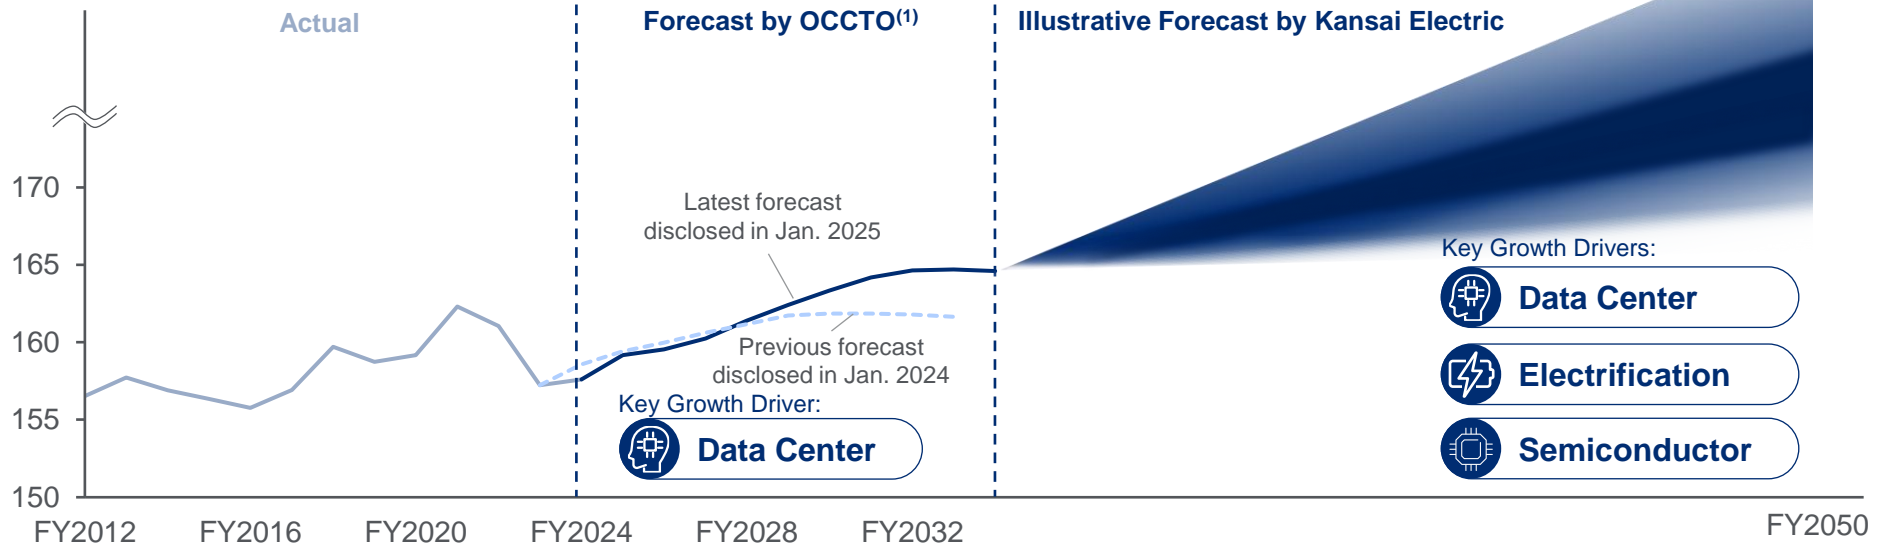 Actual
Forecast by OCCTO(1)
Illustrative Forecast by Kansai Electric
170
165
160
155
150
Latest forecast
disclosed in Jan. 2025
Previous forecast
disclosed in Jan. 2024
Key Growth Driver:
Data Center
Key Growth Drivers:
Data Center
Electrification
Semiconductor
FY2012
FY2016
FY2020
FY2024
FY2028
FY2032
FY2050